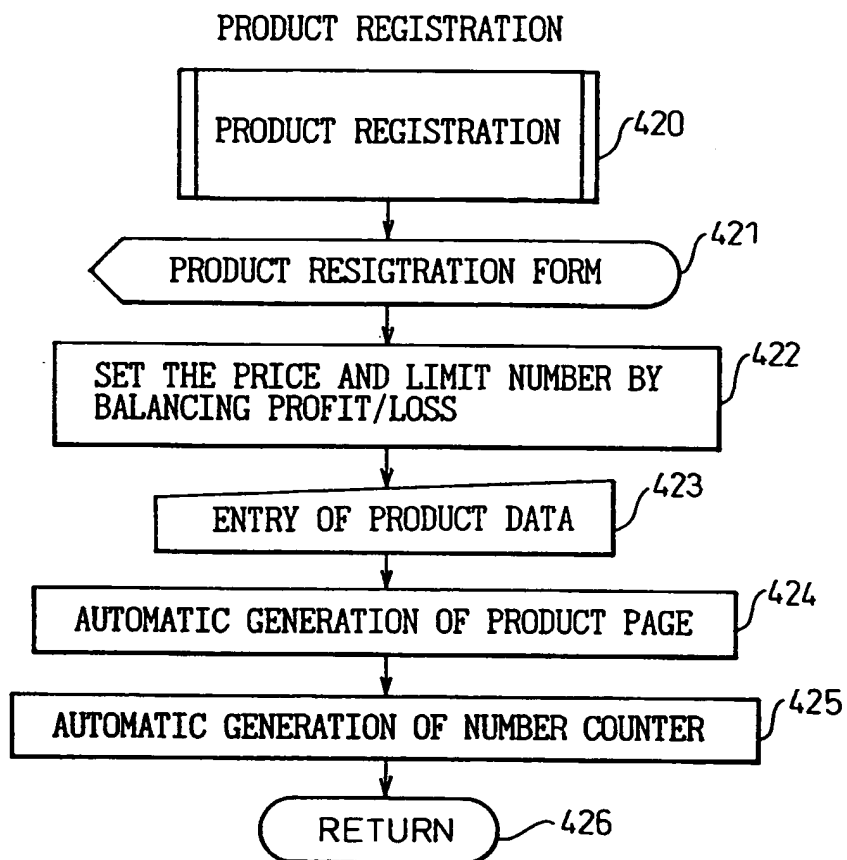 PRODUCT REGISTRATION
PRODUCT REGISTRATION
420
PRODUCT RESIGTRATION FORM
421
SET THE PRICE AND LIMIT NUMBER BY
BALANCING PROFIT/LOSS
422
ENTRY OF PRODUCT DATA
423
AUTOMATIC GENERATION OF PRODUCT PAGE
424
AUTOMATIC GENERATION OF NUMBER COUNTER
425
RETURN
426